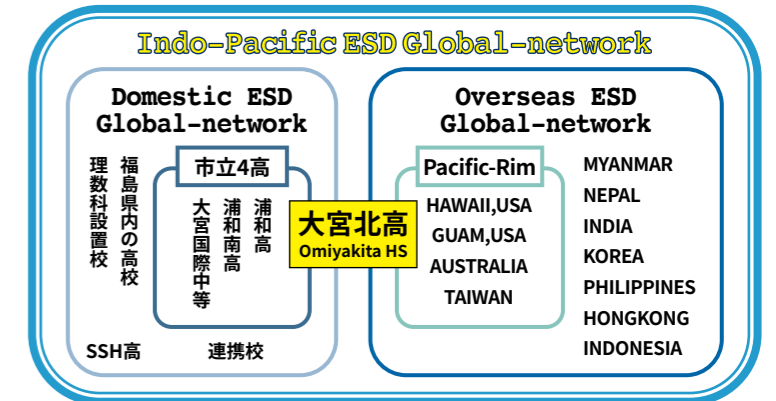 Indo-Pacific ESD Global-network
Domestic ESD
Global-network
福島県内の高校
理数科設置校
市立4高
浦和高
浦和南高
大宮国際中等
SSH高
連携校
大宮北高
Omiyakita HS
Overseas ESD
Global-network
Pacific-Rim
HAWAII,USA
GUAM,USA
AUSTRALIA
TAIWAN
MYANMAR
NEPAL
INDIA
KOREA
PHILIPPINES
HONGKONG
INDONESIA